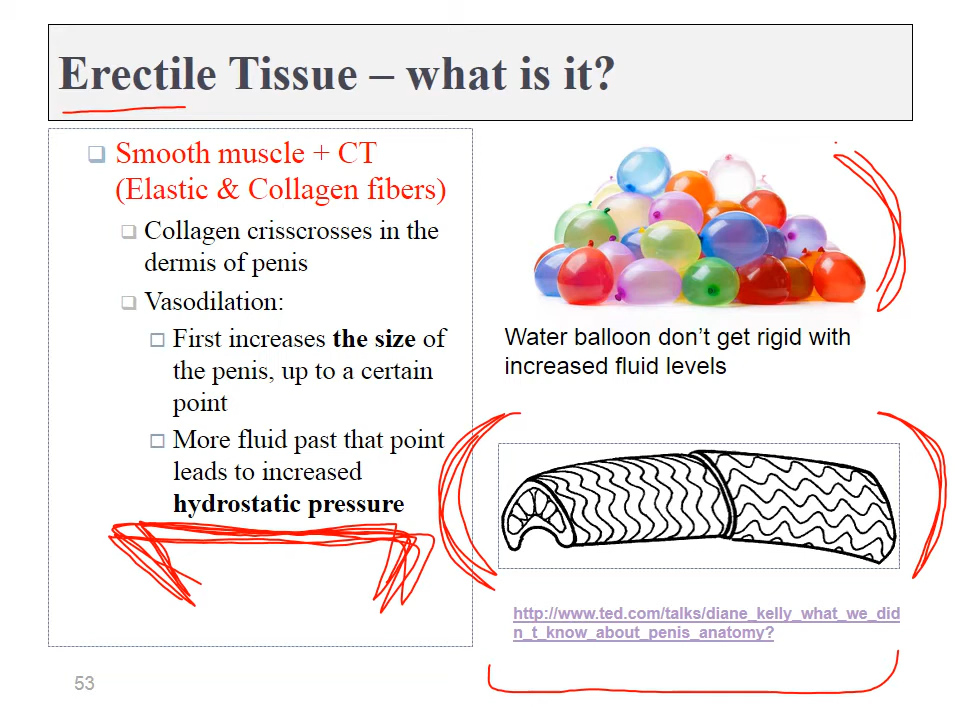 Erectile Tissue – what is it?
Smooth muscle + CT
(Elastic & Collagen fibers)
Collagen crisscrosses in the
dermis of penis
Vasodilation:
First increases the size of
the penis, up to a certain
point
More fluid past that point
leads to increased
hydrostatic pressure
Water balloon don’t get rigid with
increased fluid levels
http://www.ted.com/talks/diane_kelly_what_we_did
n_t_know_about_penis_anatomy?
53